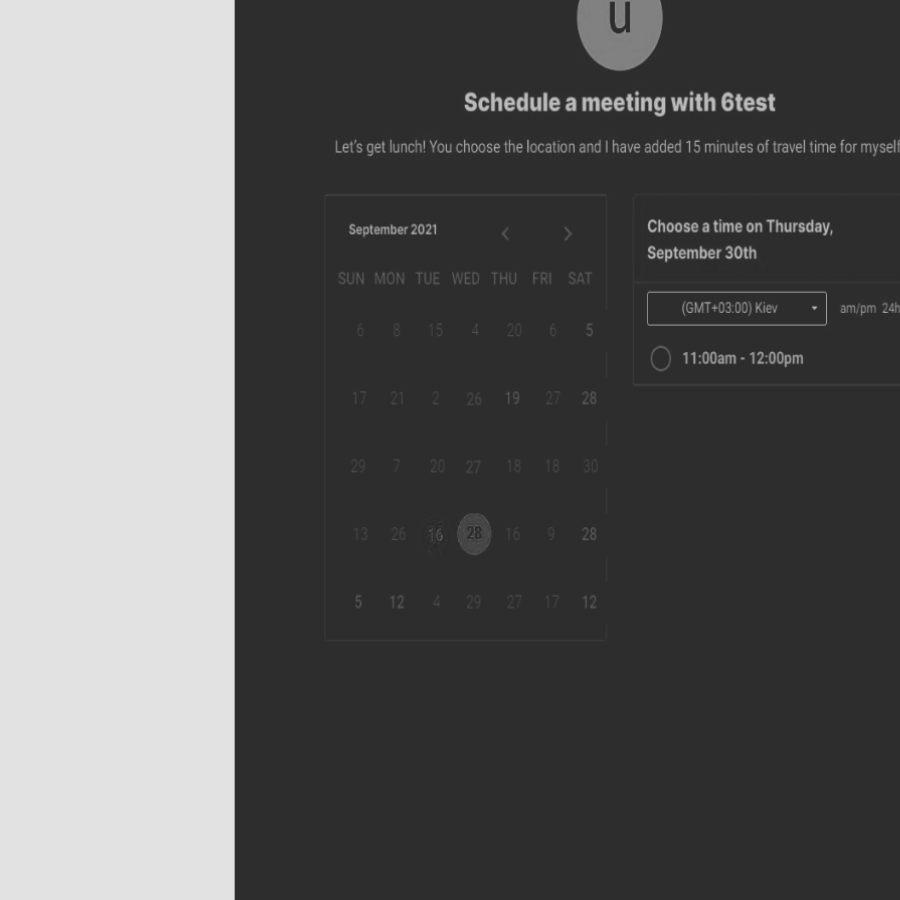 u
Schedule a meeting with 6test
Let's get lunch! You choose the location and I have added 15 minutes of travel time for myself
September 2021
SUN MON TUE WED THU FRI SAT
6 8 15 4 20 6 5
17 21 2 26 19 27 28
29 7 20 27 18 18 30
13 26 16 28 16 9 28
5 12 4 29 27 17 12
Choose a time on Thursday,
September 30th
(GMT+03:00) Kiev am/pm 24h
11:00am - 12:00pm